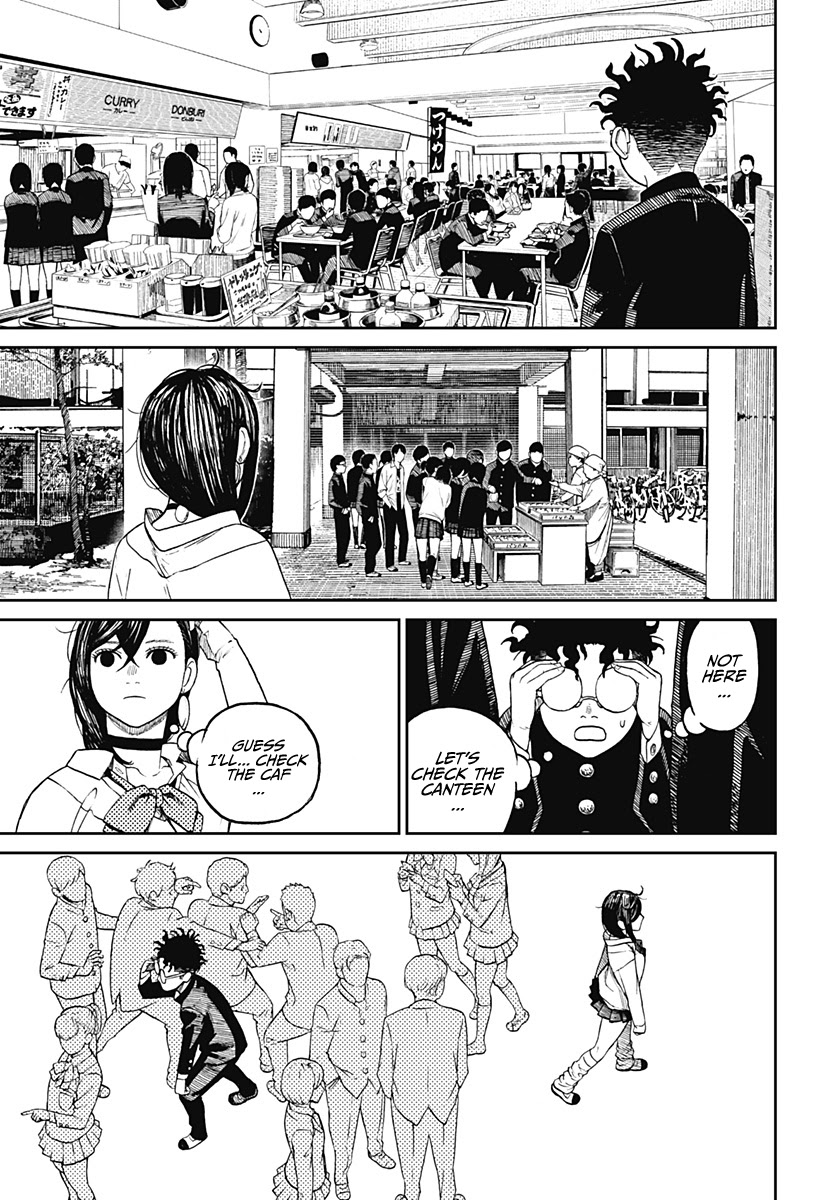 できます
CURRY
カレー
DONBURI
どんぶり
つけめん
NOT
HERE
...
LET'S
CHECK THE
CANTEEN
...
GUESS
I'LL... CHECK
THE CAF
...